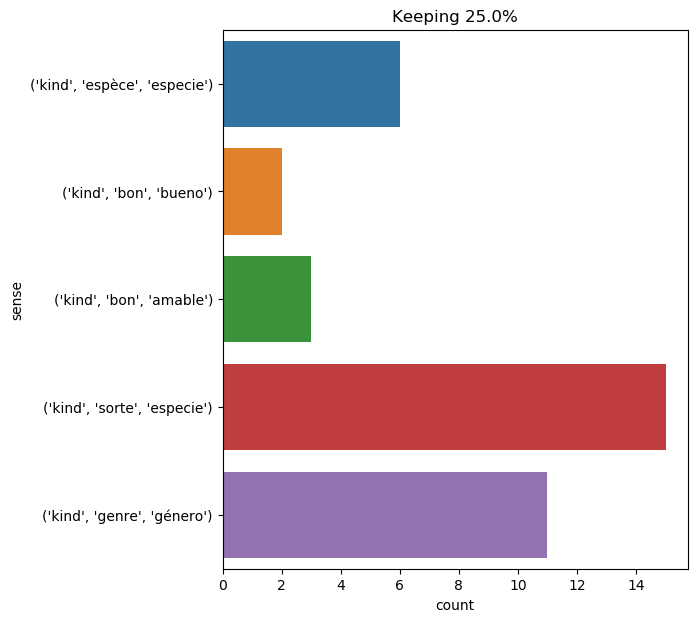 Keeping 25.0%
('kind', 'espèce', 'especie')
('kind', 'bon', 'bueno')
('kind', 'bon', 'amable')
('kind', 'sorte', 'especie')
('kind', 'genre', 'género')
sense
0 2 4 6 8 10 12 14
count